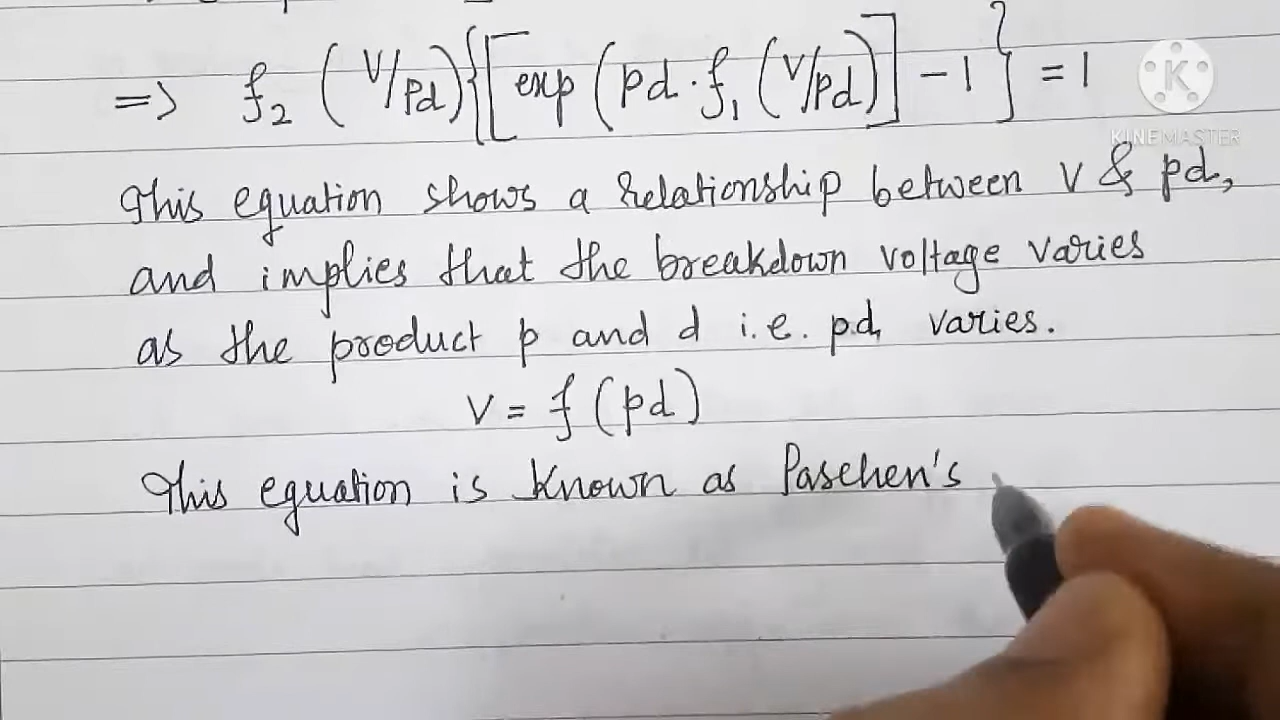 => f₂ (V/pd){[exp (pd · f₁ (V/pd)] - 1} = 1
K
KINEMASTER
This equation shows a Relationship between V & pd,
and implies that the breakdown voltage varies
as the product p and d i.e. p.d, varies.
V = f (pd)
This equation is known as Paschen's